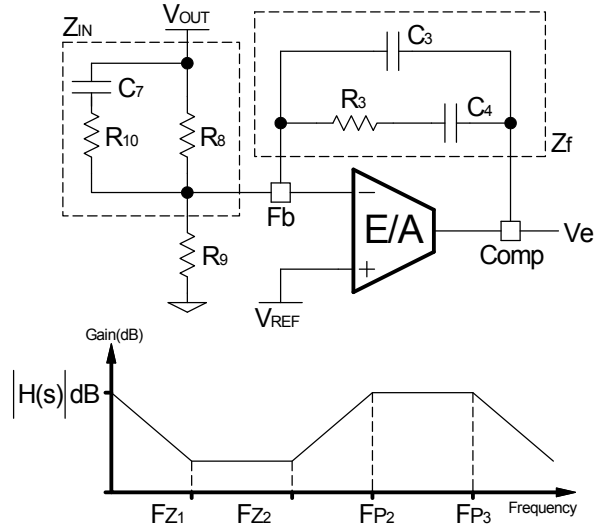 ZIN
VOUT
C3
C7
R3
C4
R10
R8
Zf
Fb
E/A
Ve
R9
Comp
VREF
Gain(dB)
|H(s)|dB
FZ1
FZ2
FP2
FP3
Frequency